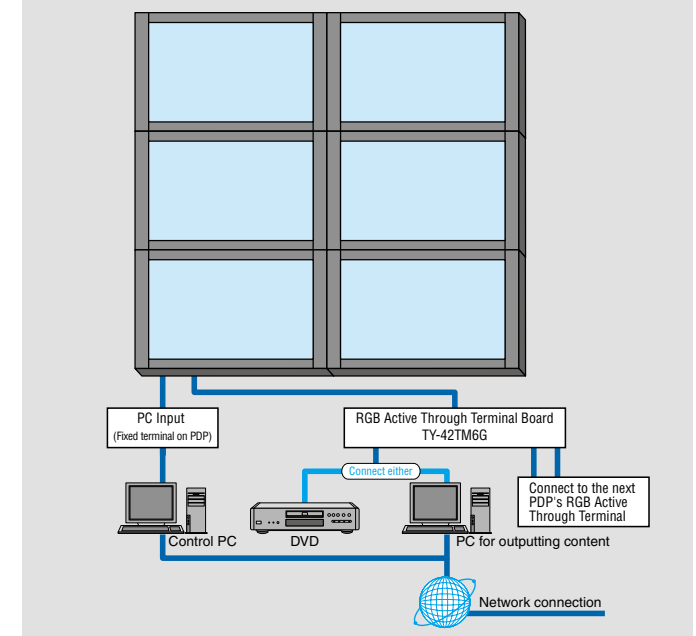 PC Input
(Fixed terminal on PDP)
RGB Active Through Terminal Board
TY-42TM6G
Connect either
Connect to the next
PDP's RGB Active
Through Terminal
Control PC
DVD
PC for outputting content
Network connection